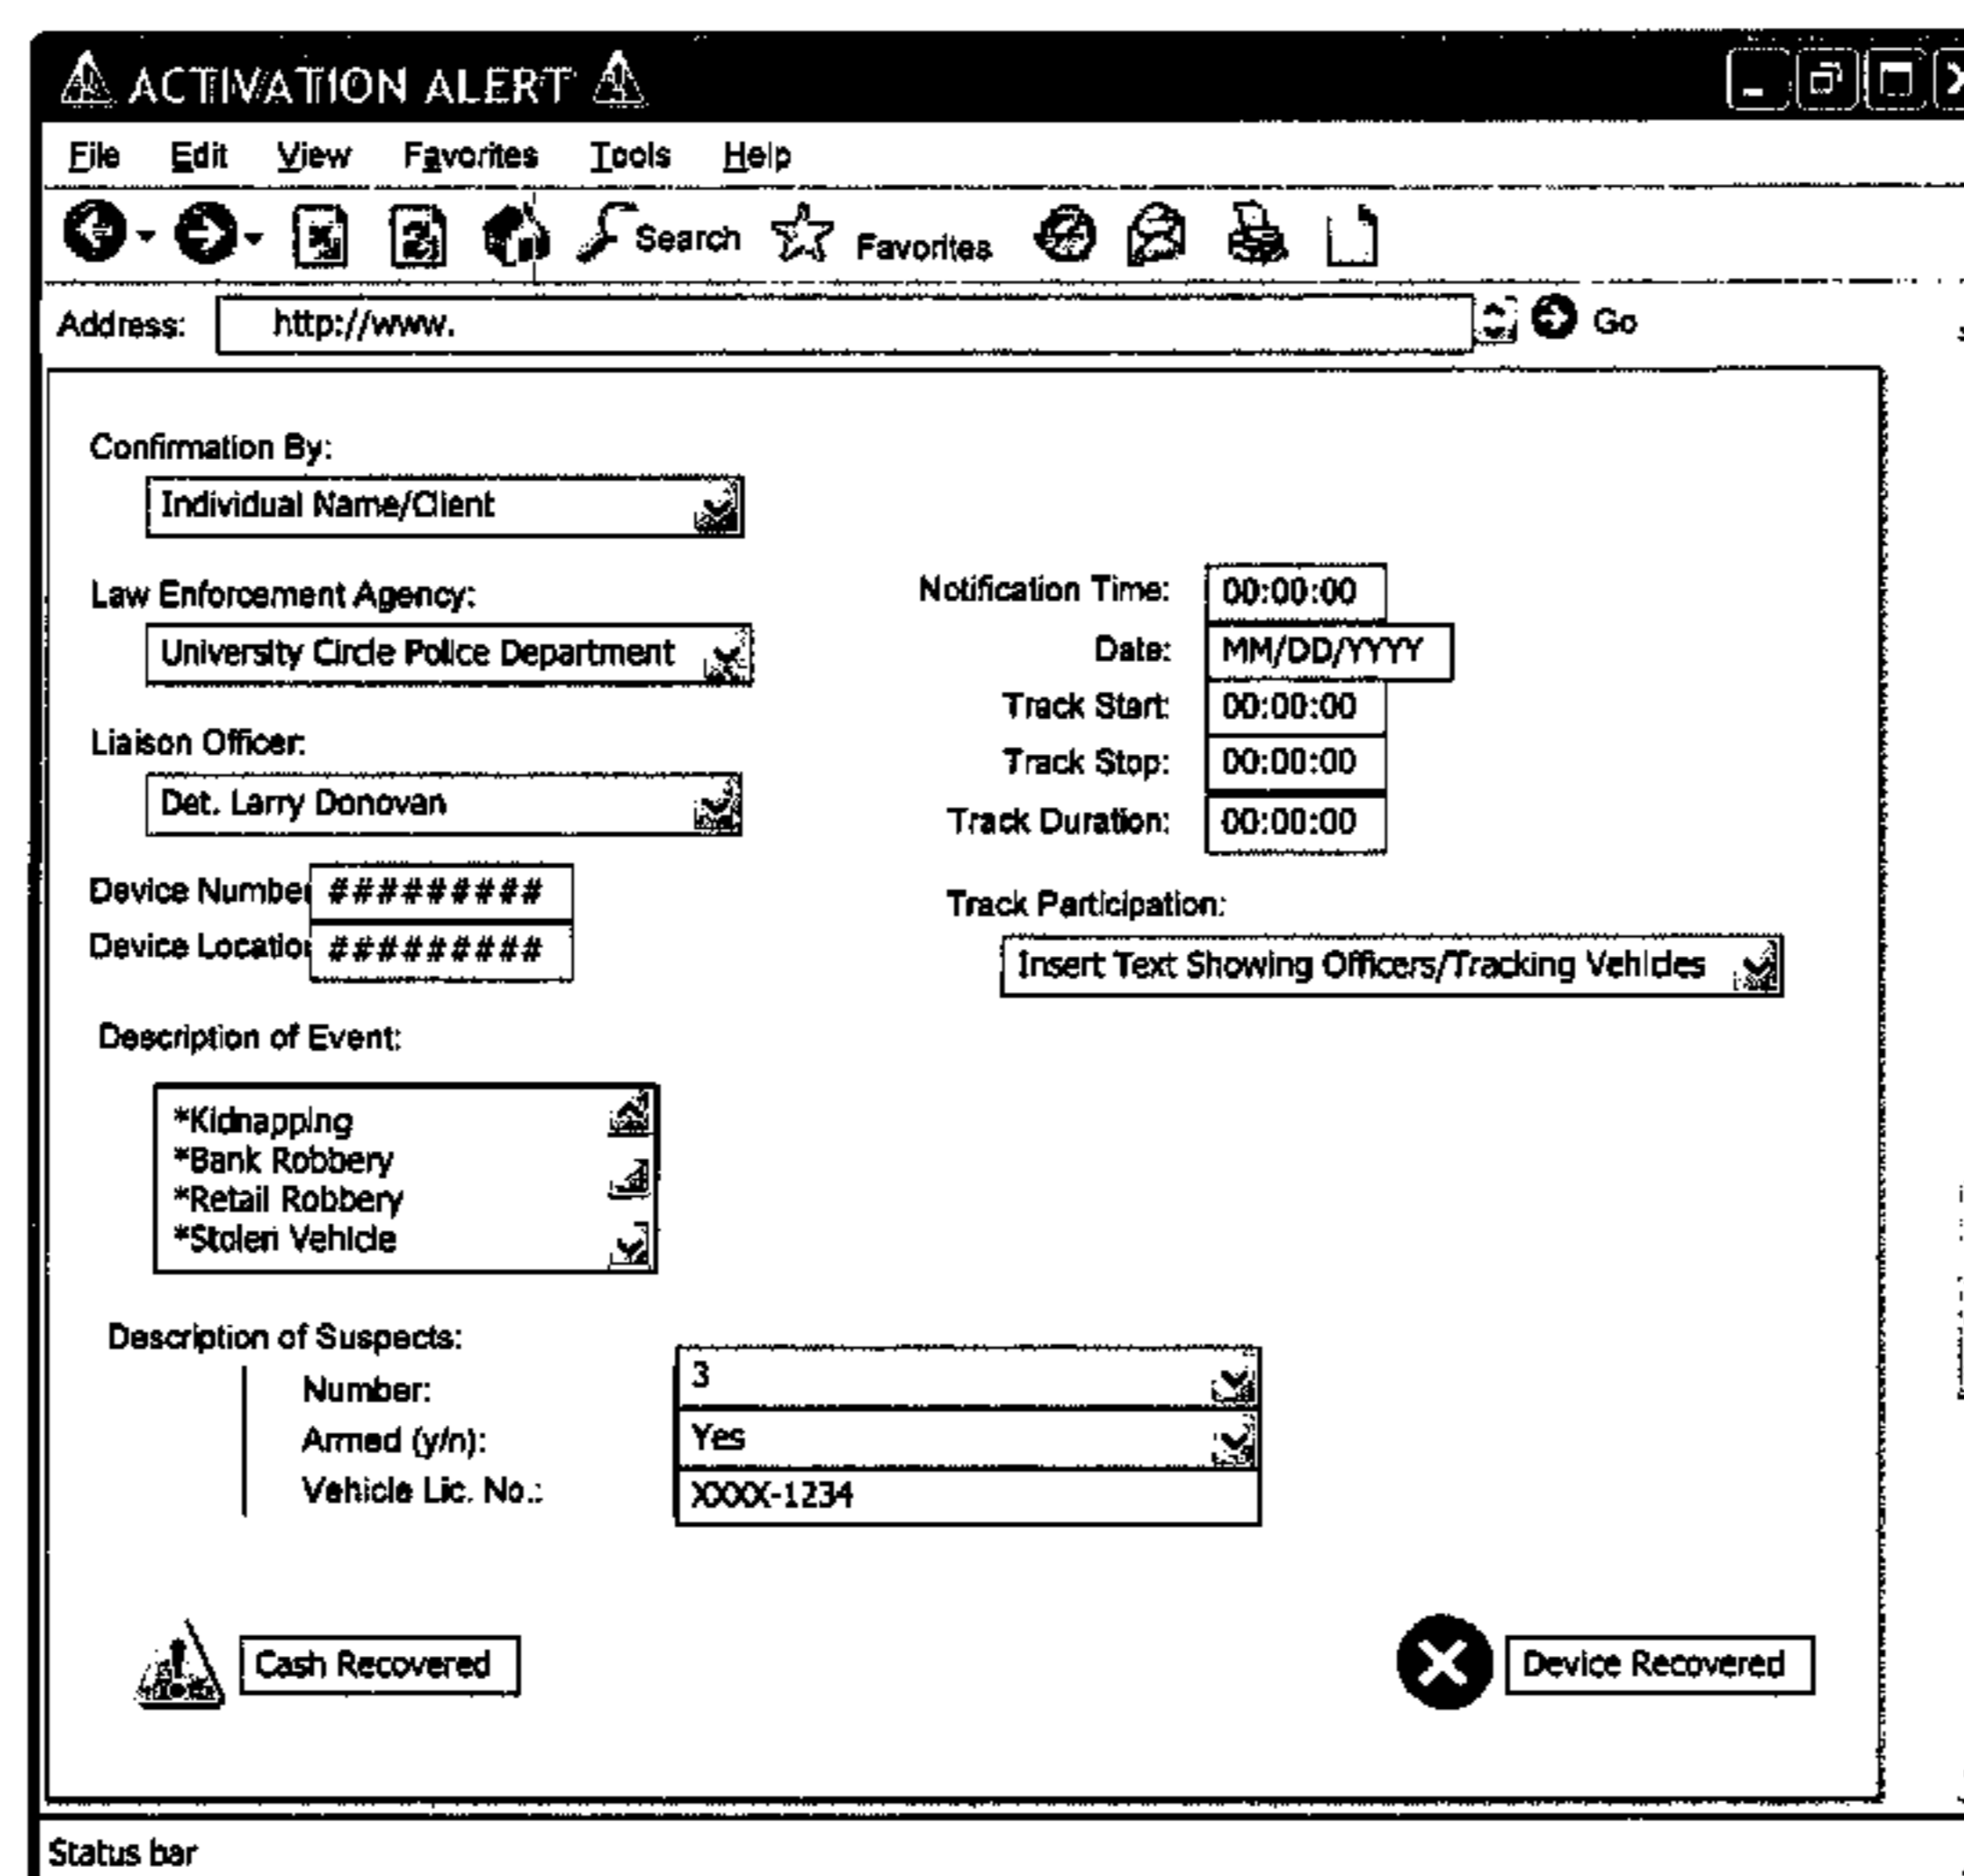 ACTIVATION ALERT
File Edit View Favorites Tools Help
Search Favorites
Address: http://www. Go
Confirmation By:
Individual Name/Client
Law Enforcement Agency:
University Circle Police Department
Liaison Officer:
Det. Larry Donovan
Device Number #########
Device Location #########
Notification Time: 00:00:00
Date: MM/DD/YYYY
Track Start: 00:00:00
Track Stop: 00:00:00
Track Duration: 00:00:00
Track Participation:
Insert Text Showing Officers/Tracking Vehicles
Description of Event:
*Kidnapping
*Bank Robbery
*Retail Robbery
*Stolen Vehicle
Description of Suspects:
Number: 3
Armed (y/n): Yes
Vehicle Lic. No.: XXXX-1234
Cash Recovered
Device Recovered
Status bar